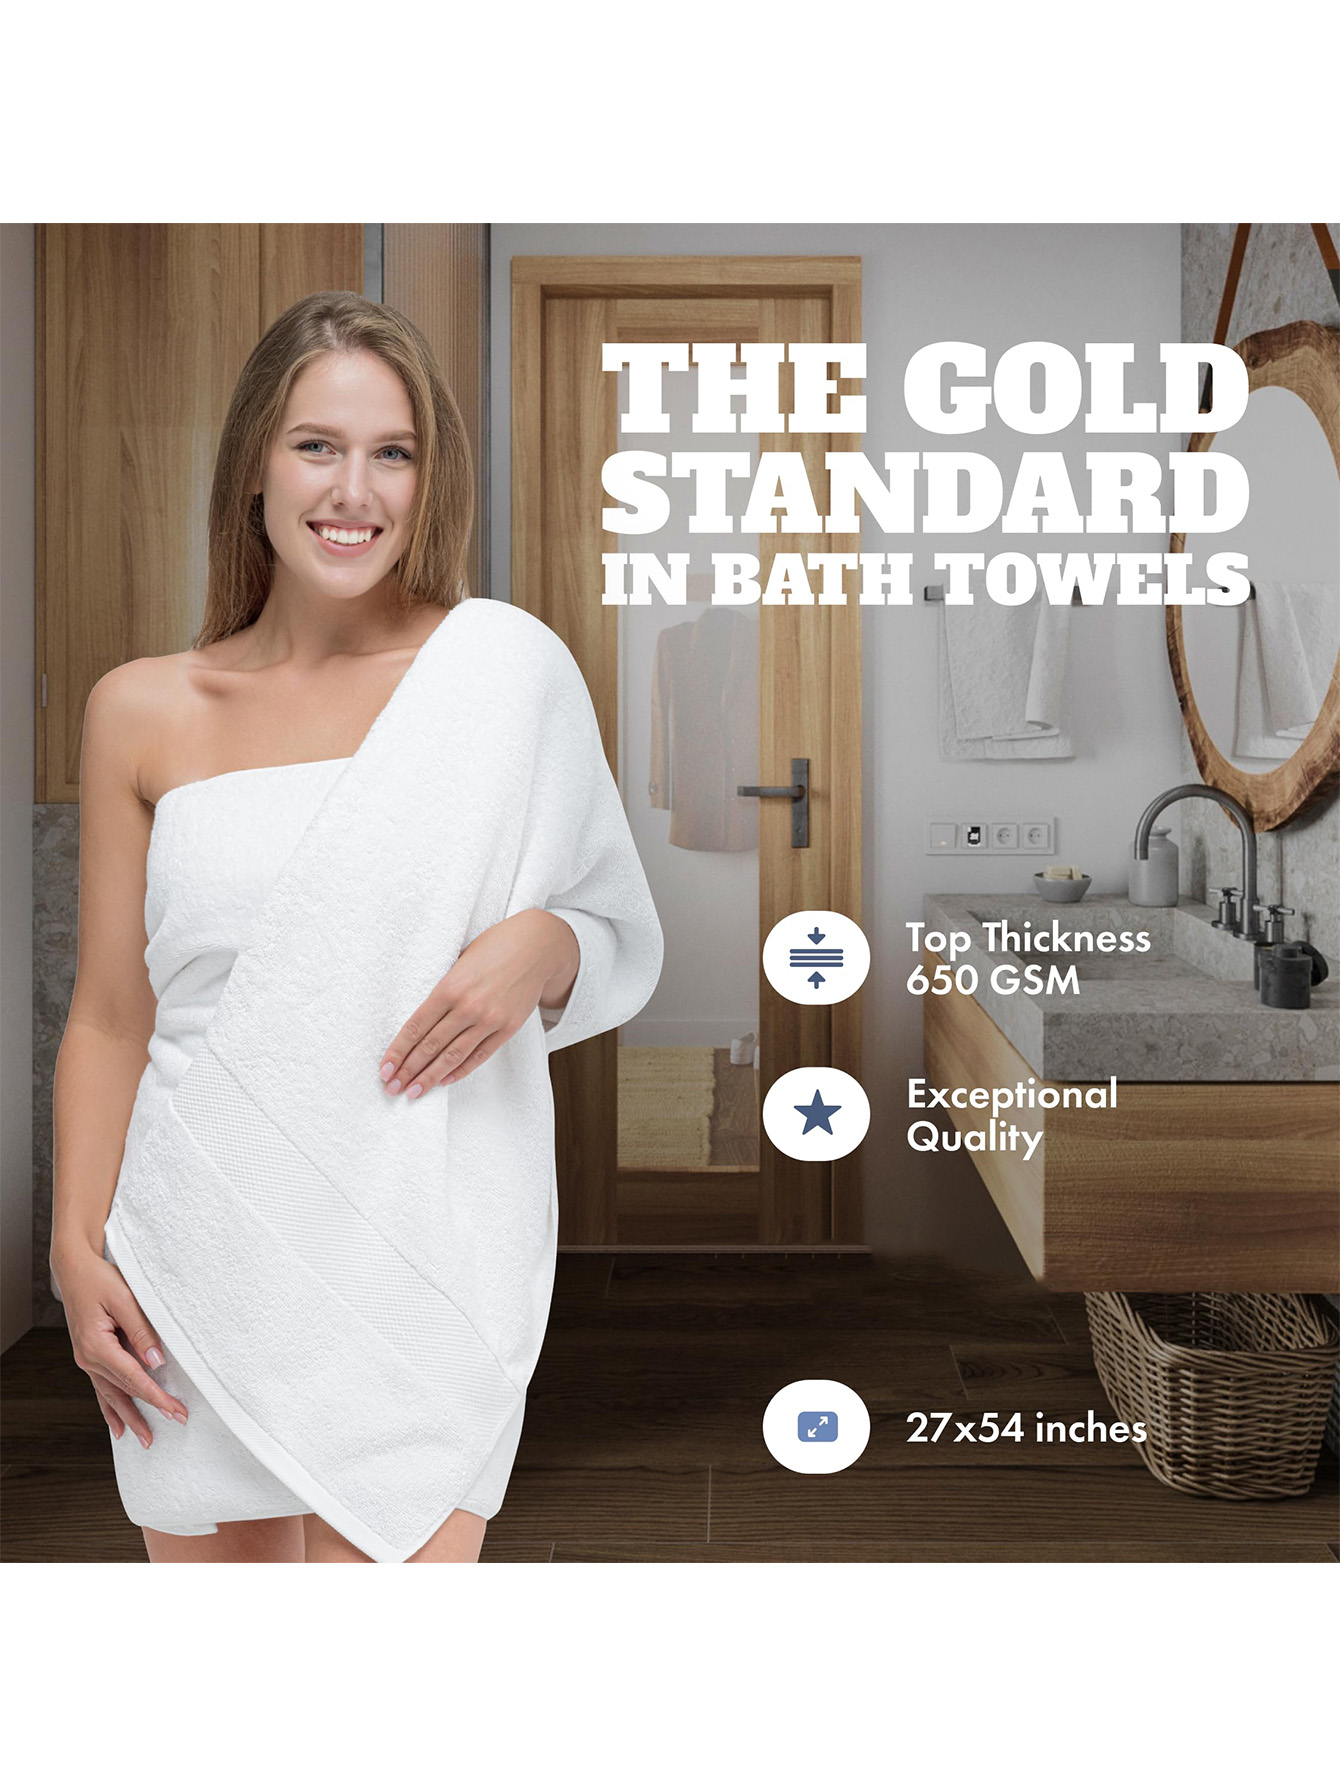 THE GOLD
STANDARD
IN BATH TOWELS
Top Thickness
650 GSM
Exceptional
Quality
27x54 inches